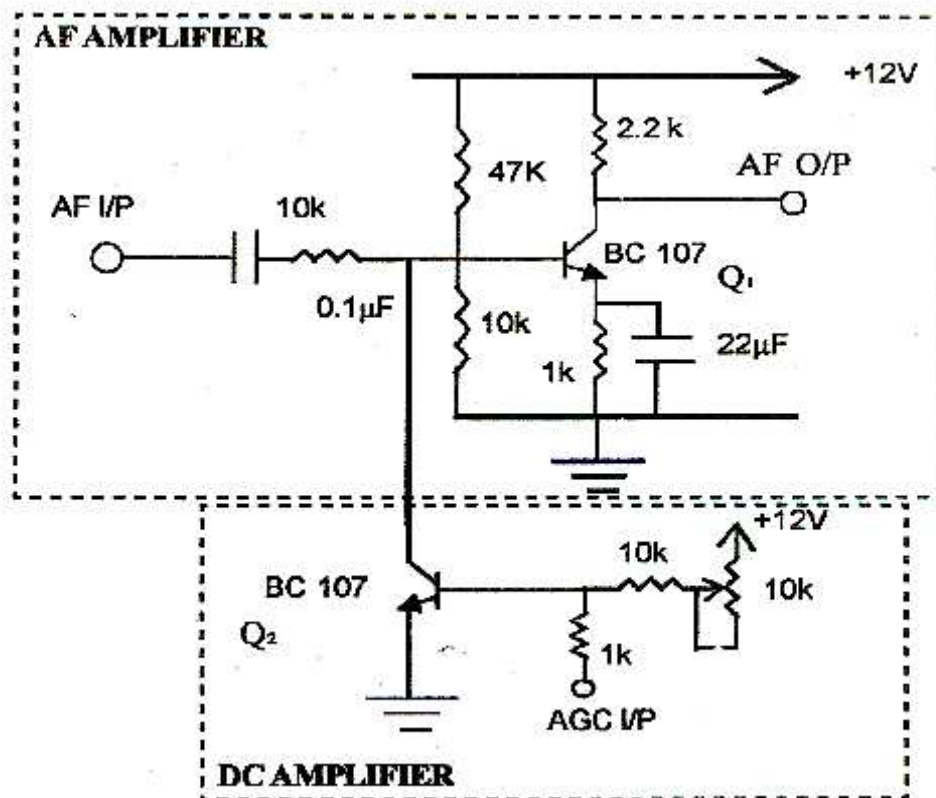 AF AMPLIFIER
+12V
2.2 k
47K
AF O/P
AF I/P
10k
BC 107
Q₁
0.1μF
10k
22μF
1k
+12V
10k
BC 107
10k
Q₂
1k
AGC I/P
DC AMPLIFIER